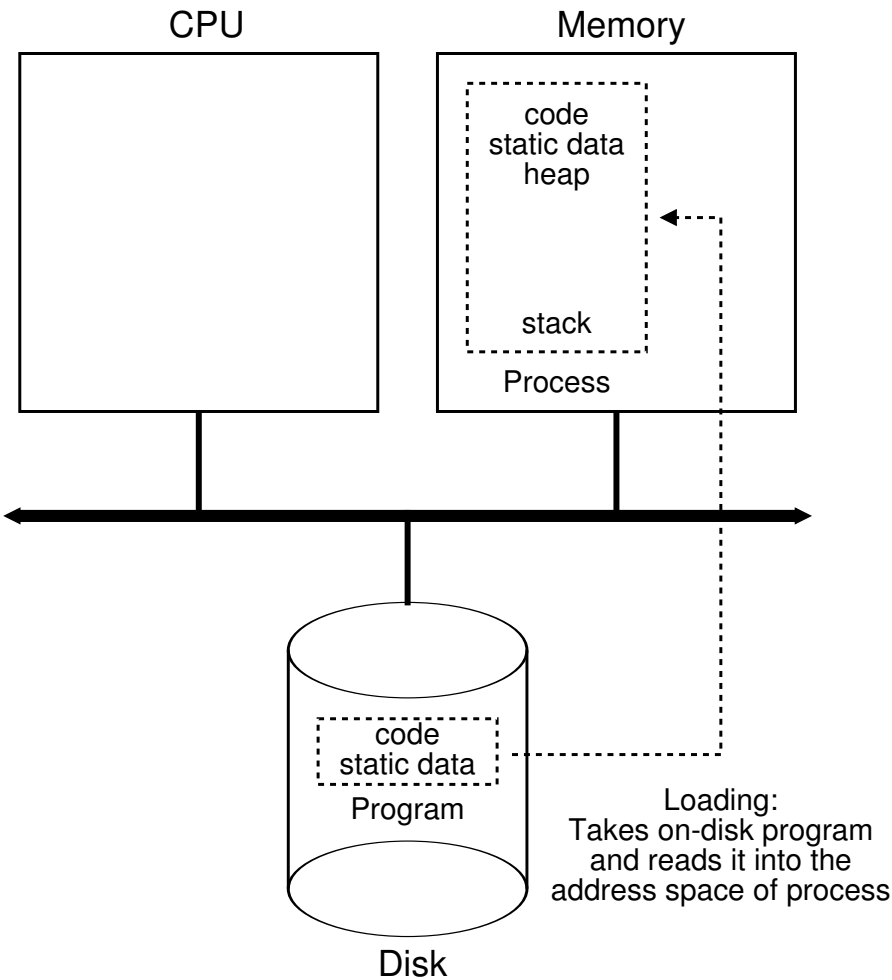 CPU
Memory
code
static data
heap
stack
Process
code
static data
Program
Loading:
Takes on-disk program
and reads it into the
address space of process
Disk